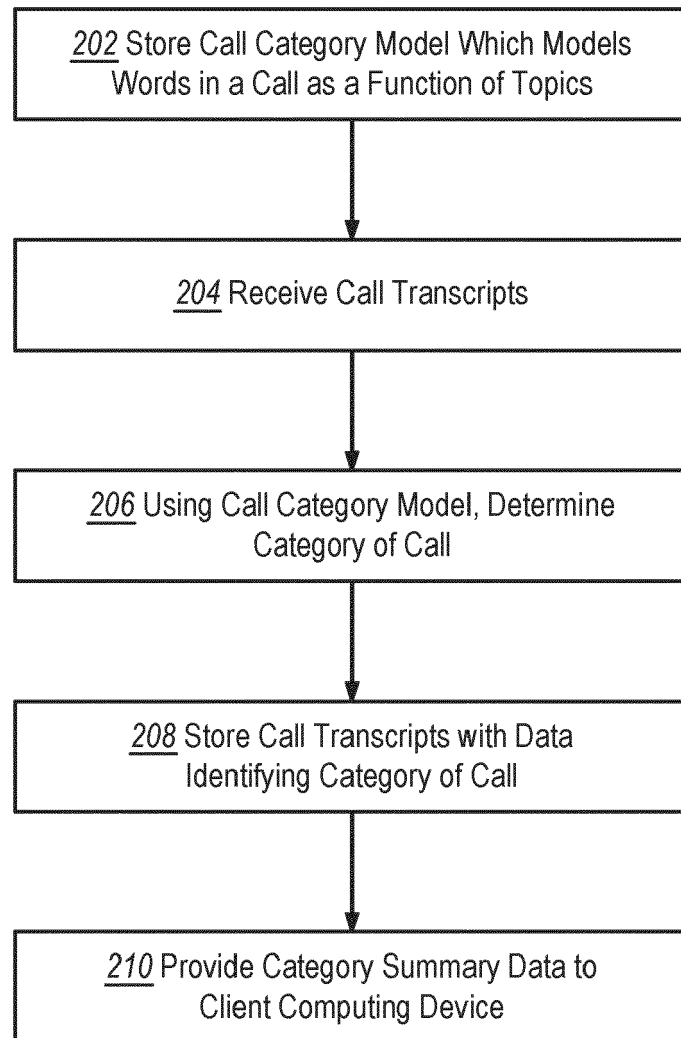 202 Store Call Category Model Which Models
Words in a Call as a Function of Topics
204 Receive Call Transcripts
206 Using Call Category Model, Determine
Category of Call
208 Store Call Transcripts with Data
Identifying Category of Call
210 Provide Category Summary Data to
Client Computing Device